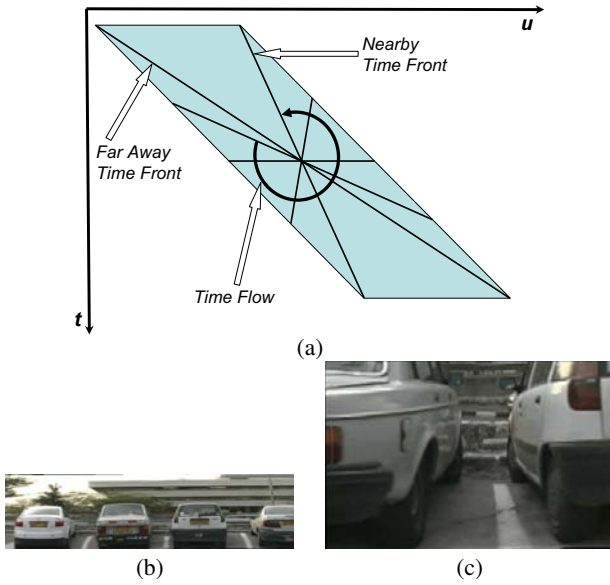 u
Nearby
Time Front
Far Away
Time Front
Time Flow
t
(a)
(b)
(c)